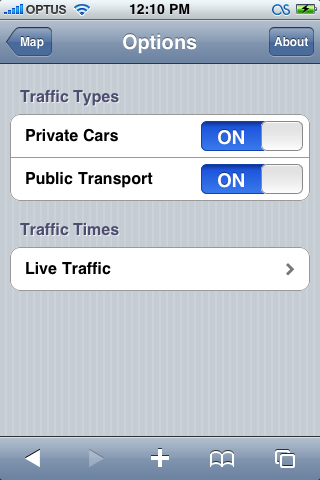 OPTUS 12:10 PM
Map Options About
Traffic Types
Private Cars ON
Public Transport ON
Traffic Times
Live Traffic